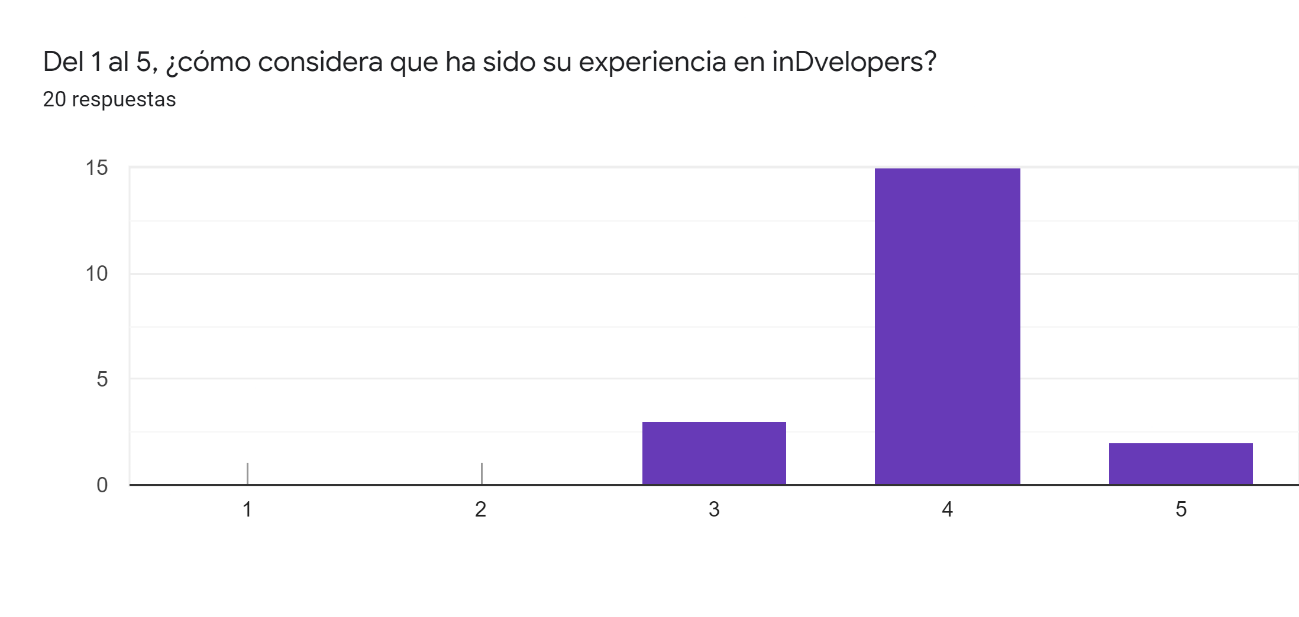 Del 1 al 5, ¿cómo considera que ha sido su experiencia en inDvelopers?
20 respuestas
15
10
5
0
1 2 3 4 5